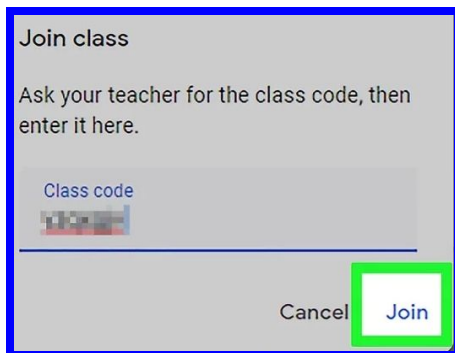 Join class
Ask your teacher for the class code, then
enter it here.
Class code
Cancel
Join